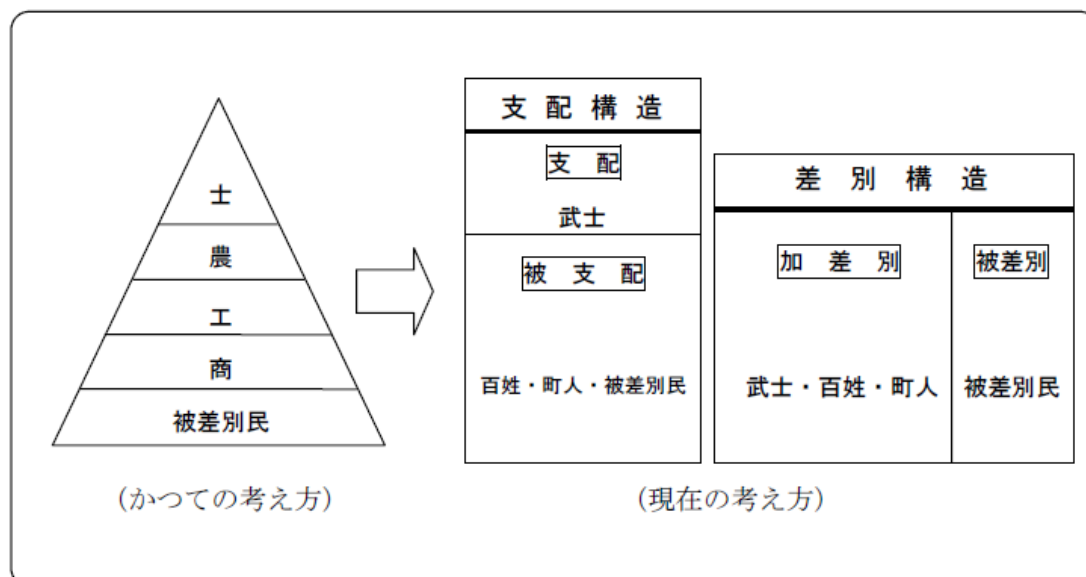 士
農
工
商
被差別民
(かつての考え方)
支配構造
支配
武士
被支配
百姓・町人・被差別民
差別構造
加差別
武士・百姓・町人
被差別
被差別民
(現在の考え方)